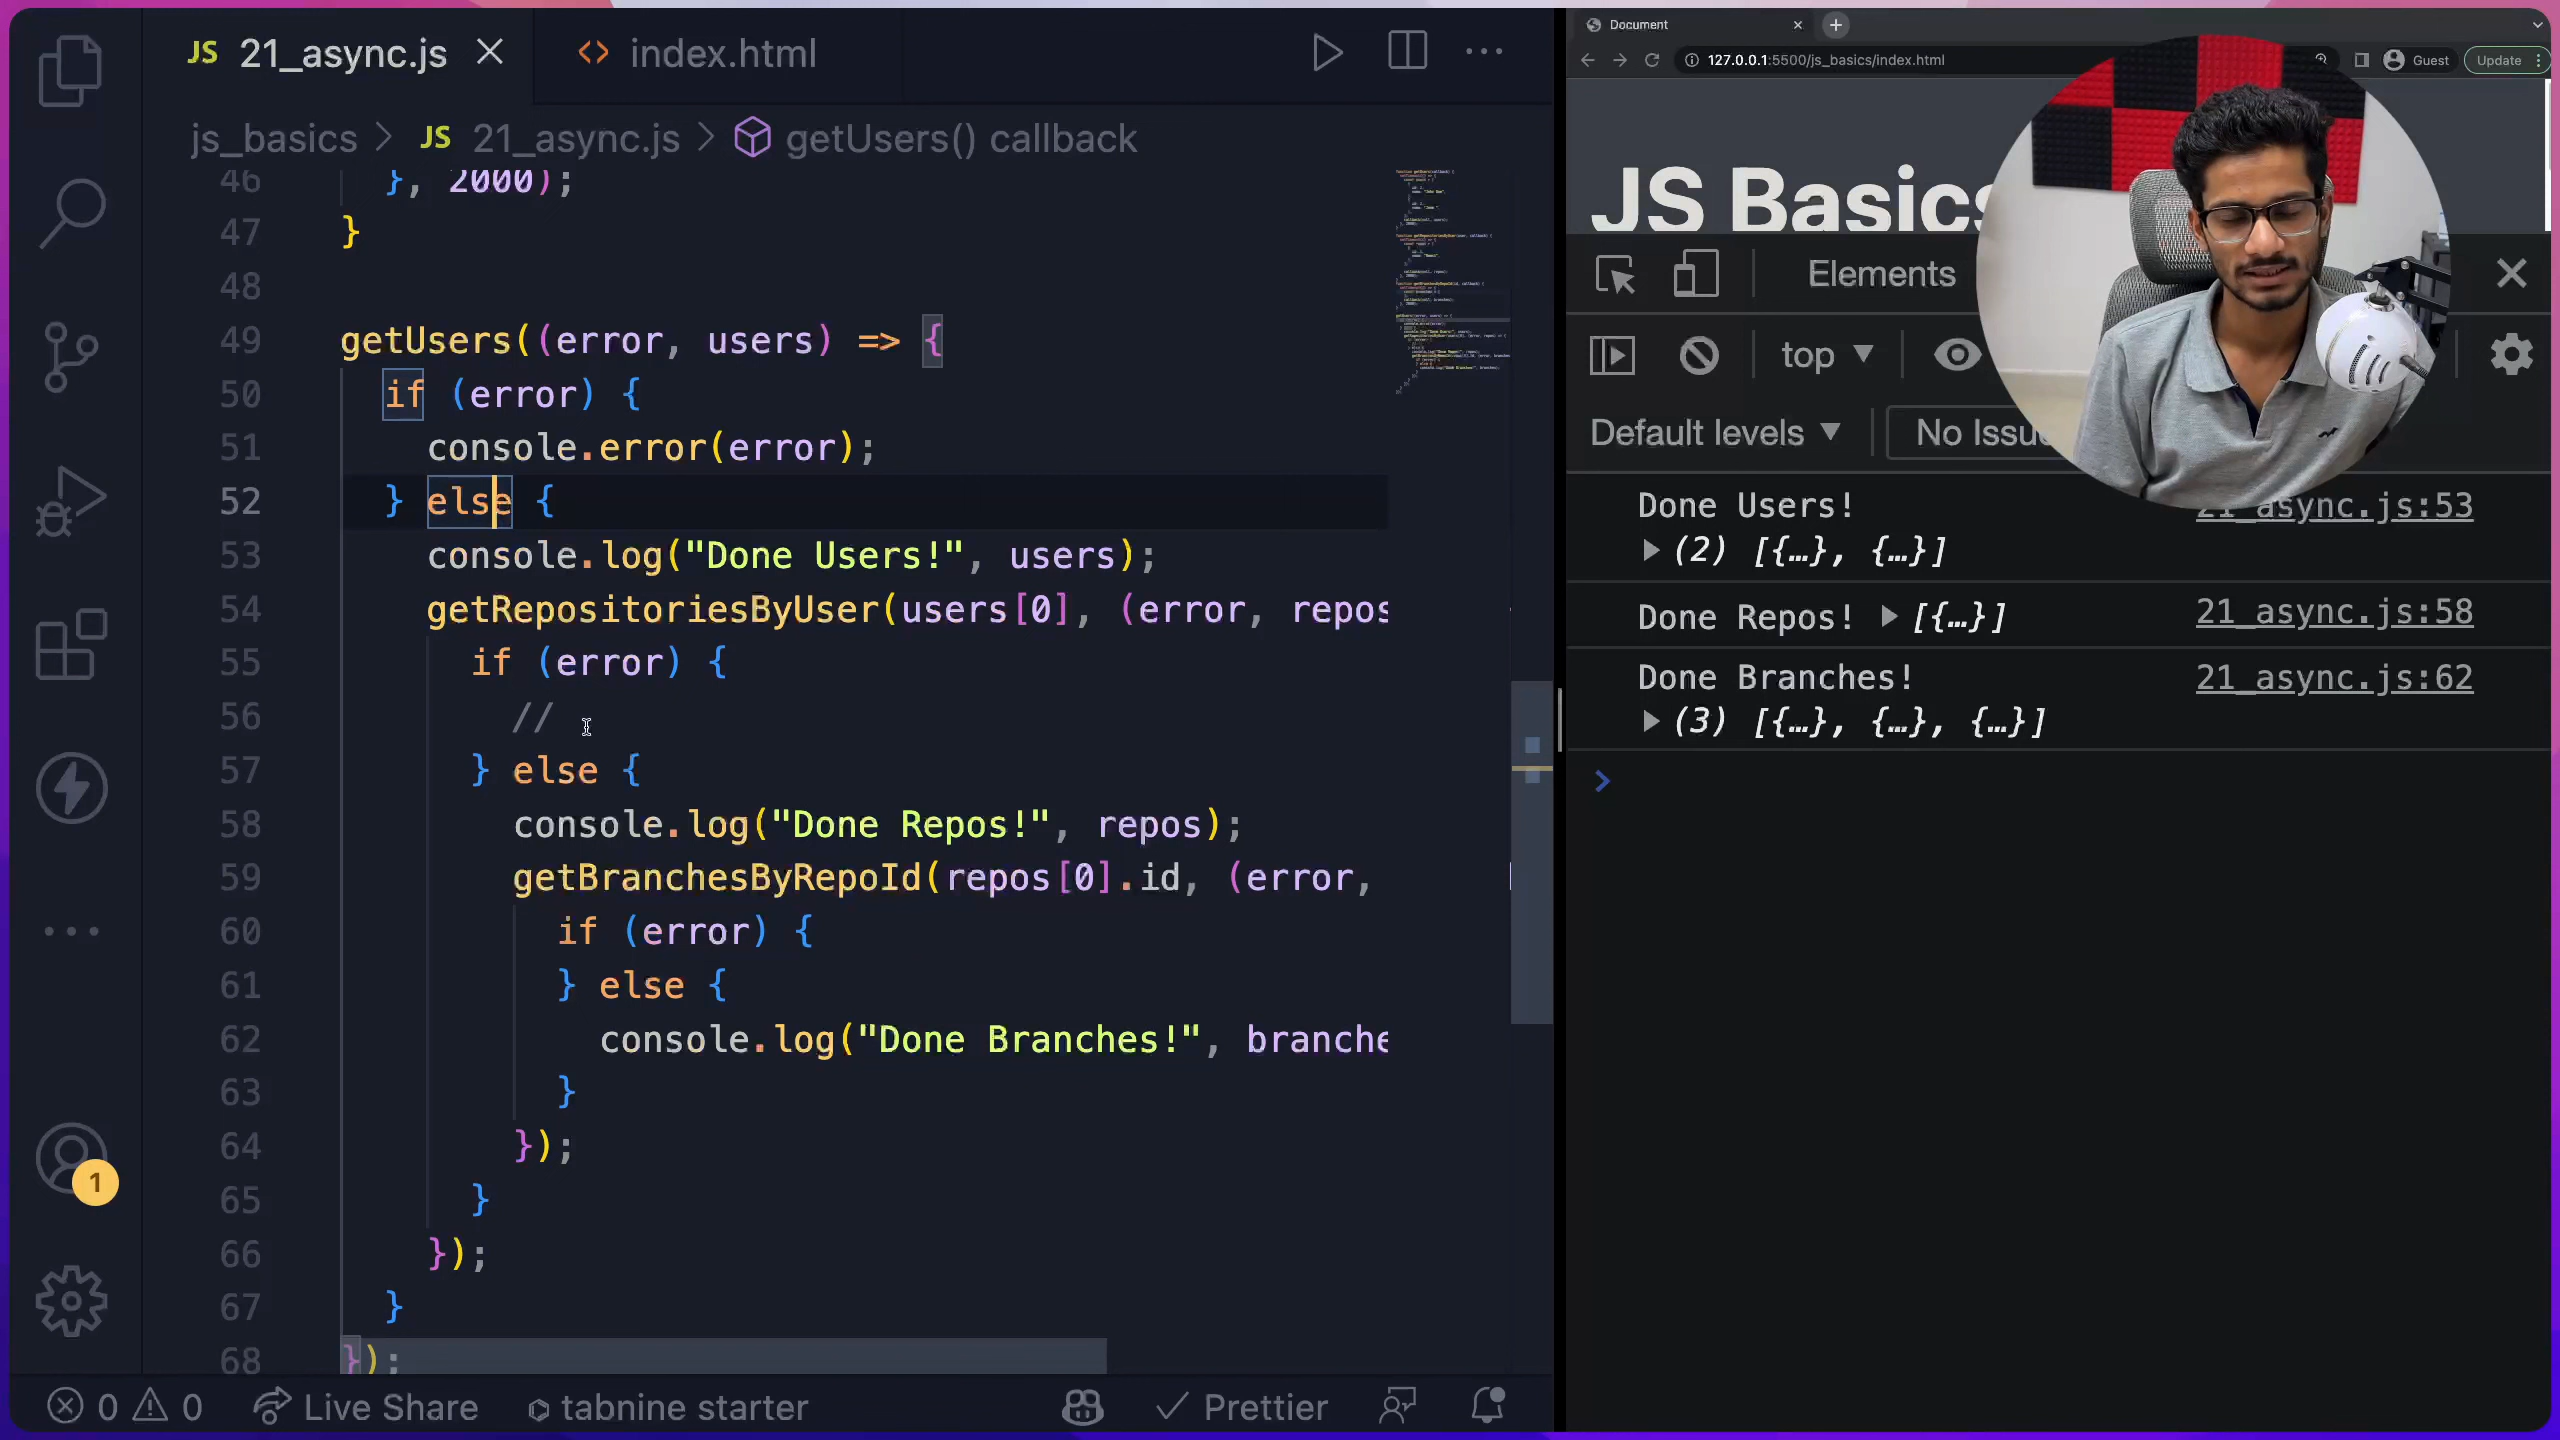 JS 21_async.js
index.html
js_basics > JS 21_async.js > getUsers() callback
46 }, 2000);
47 }
48
49 getUsers((error, users) => {
50 if (error) {
51 console.error(error);
52 } else {
53 console.log("Done Users!", users);
54 getRepositoriesByUser(users[0], (error, repos
55 if (error) {
56 //
57 } else {
58 console.log("Done Repos!", repos);
59 getBranchesByRepoId(repos[0].id, (error,
60 if (error) {
61 } else {
62 console.log("Done Branches!", branche
63 }
64 });
65 }
66 });
67 }
68 });
1
0 0 Live Share tabnine starter Prettier
Document
127.0.0.1:5500/js_basics/index.html
Guest
Update
JS Basics
Elements
top
Default levels
No Issu
Done Users! 21_async.js:53
(2) [{…}, {…}]
Done Repos! [{…}] 21_async.js:58
Done Branches! 21_async.js:62
(3) [{…}, {…}, {…}]